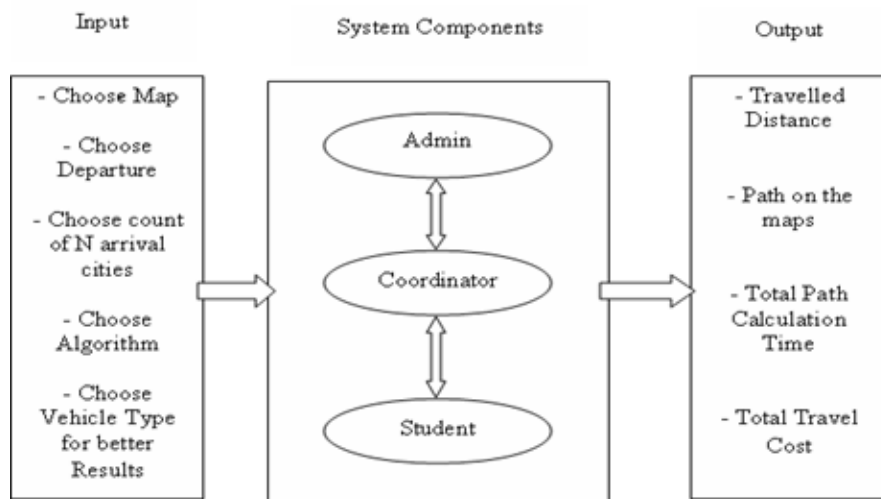 Input
System Components
Output
- Choose Map
- Choose
Departure
- Choose count
of N arrival
cities
- Choose
Algorithm
- Choose
Vehicle Type
for better
Results
Admin
Coordinator
Student
- Travelled
Distance
- Path on the
maps
- Total Path
Calculation
Time
- Total Travel
Cost